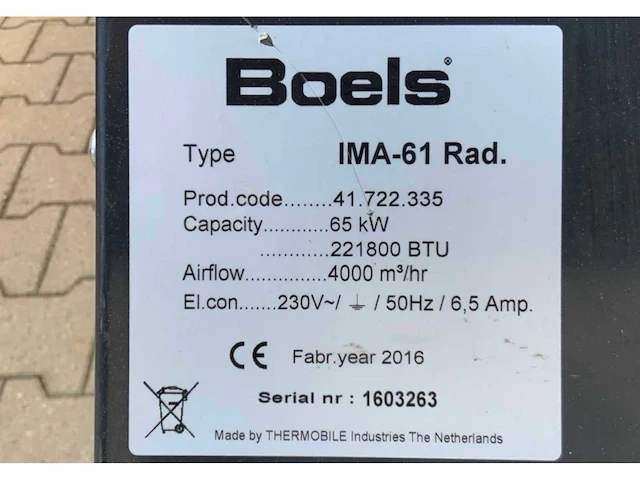 Boels®
Type IMA-61 Rad.
Prod.code........41.722.335
Capacity............65 kW
............221800 BTU
Airflow...............4000 m³/hr
El.con.......230V~/ ⏚ / 50Hz / 6,5 Amp.
CE Fabr.year 2016
Serial nr : 1603263
Made by THERMOBILE Industries The Netherlands